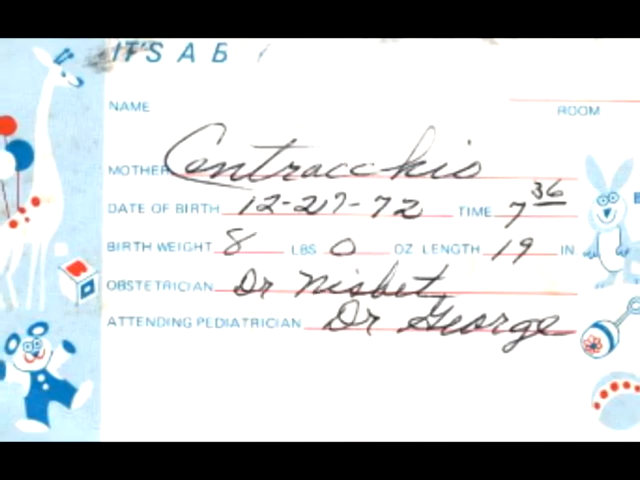 IT'S A B
NAME
ROOM
MOTHER Contracchio
DATE OF BIRTH 12-27-72 TIME 7 36
BIRTH WEIGHT 8 LBS 0 OZ LENGTH 19 IN
OBSTETRICIAN Dr Nisbet
ATTENDING PEDIATRICIAN Dr George